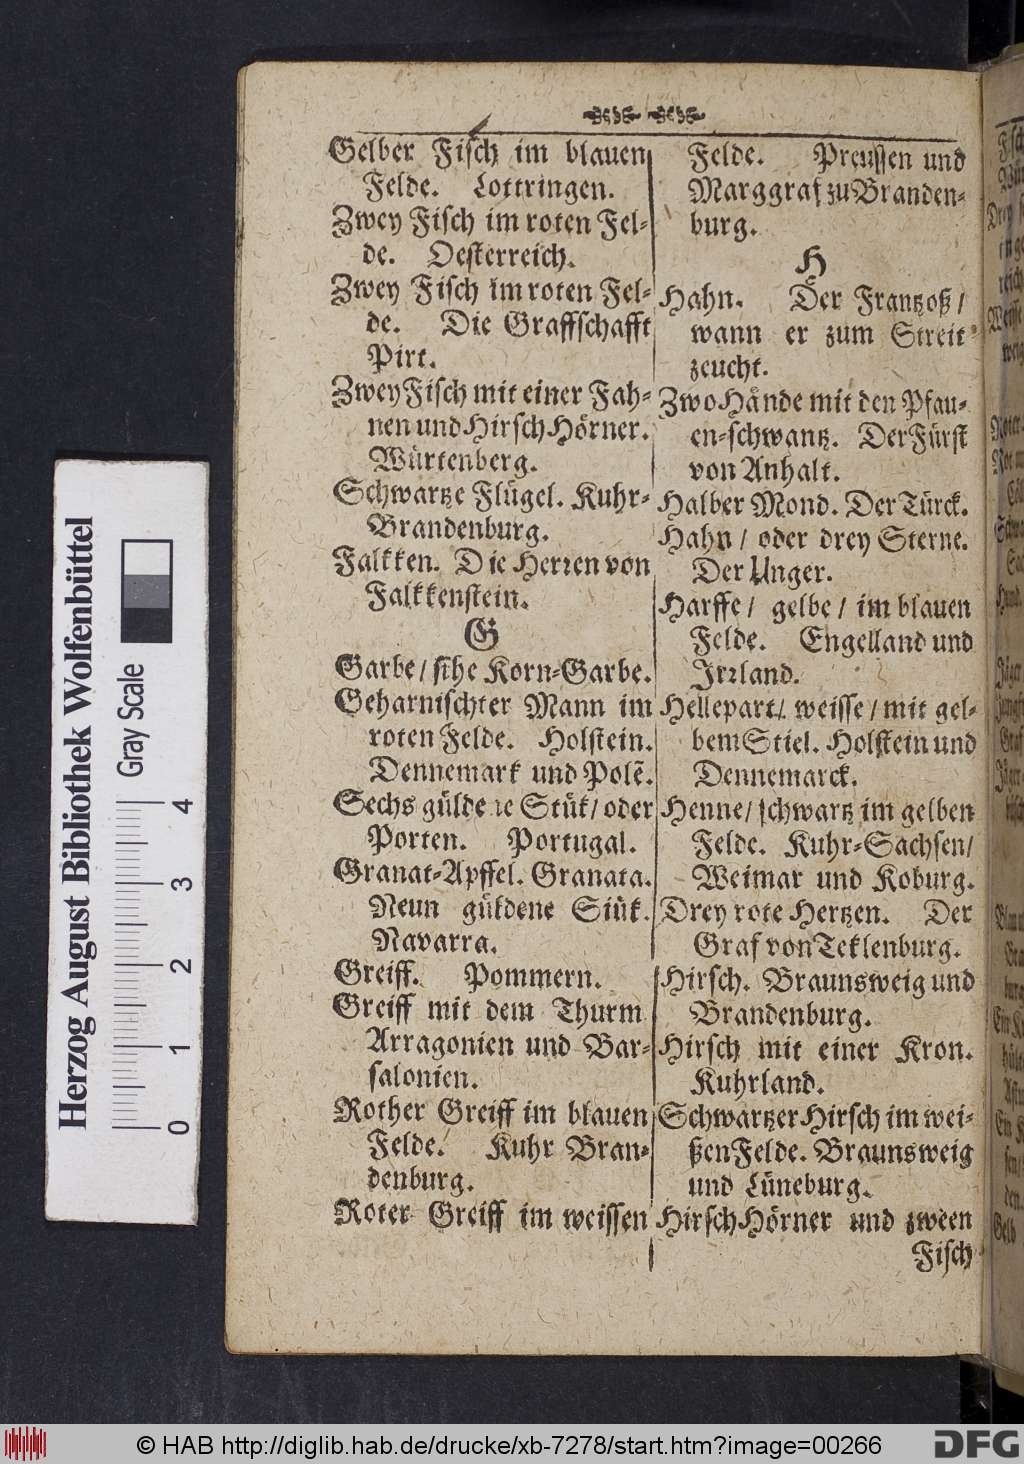 Gelber Fisch im blauen
Felde. Lottringen.
Zwey Fisch im roten Fel-
de. Oesterreich.
Zwey Fisch im roten Fel-
de. Die Graffschafft
Pirt.
Zwey Fisch mit einer Fah-
nen und Hirsch Hörner.
Würtenberg.
Schwartze Flügel. Kuhr-
Brandenburg.
Falkken. Die Herren von
Falkkenstein.
G
Garbe / sihe Korn-Garbe.
Geharnischter Mann im
roten Felde. Holstein.
Dennemark und Polẽ.
Sechs güldene Stük / oder
Porten. Portugal.
Granat-Apffel. Granata.
Neun güldene Stük.
Navarra.
Greiff. Pommern.
Greiff mit dem Thurm
Arragonien und Bar-
salonien.
Rother Greiff im blauen
Felde. Kuhr Bran-
denburg.
Roter Greiff im weissen
Felde. Preussen und
Marggraf zu Branden-
burg.
H
Hahn. Der Frantzoß /
wann er zum Streit
zeucht.
Zwo Hände mit den Pfau-
en-schwantz. Der Fürst
von Anhalt.
Halber Mond. Der Türck.
Hahn / oder drey Sterne.
Der Unger.
Harffe / gelbe / im blauen
Felde. Engelland und
Irrland.
Hellepart / weisse / mit gel-
bem Stiel. Holstein und
Dennemarck.
Henne / schwartz im gelben
Felde. Kuhr-Sachsen /
Weimar und Koburg.
Drey rote Hertzen. Der
Graf von Teklenburg.
Hirsch. Braunsweig und
Brandenburg.
Hirsch mit einer Kron.
Kuhrland.
Schwartzer Hirsch im wei-
ßen Felde. Braunsweig
und Lüneburg.
Hirsch Hörner und zween
Fisch
Herzog August Bibliothek Wolfenbüttel
Gray Scale
0 1 2 3 4
© HAB http://diglib.hab.de/drucke/xb-7278/start.htm?image=00266
DFG